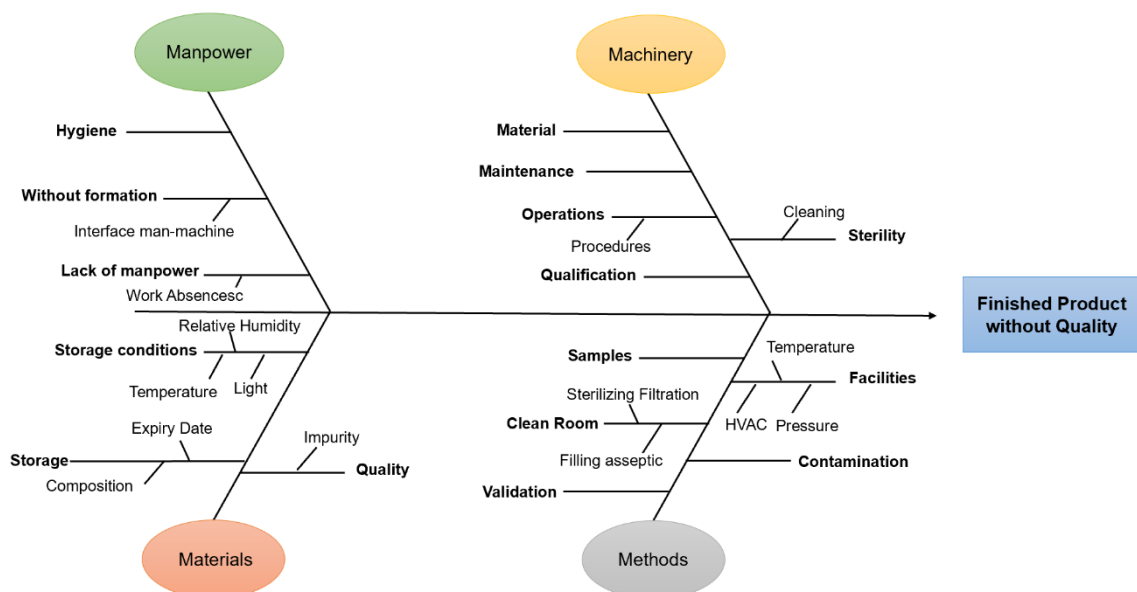 Manpower
Machinery
Hygiene
Material
Maintenance
Without formation
Interface man-machine
Operations
Procedures
Cleaning
Sterility
Lack of manpower
Work Absencesc
Qualification
Finished Product
without Quality
Relative Humidity
Storage conditions
Temperature
Light
Samples
Temperature
Facilities
HVAC
Pressure
Sterilizing Filtration
Clean Room
Filling asseptic
Expiry Date
Storage
Composition
Impurity
Quality
Contamination
Validation
Materials
Methods